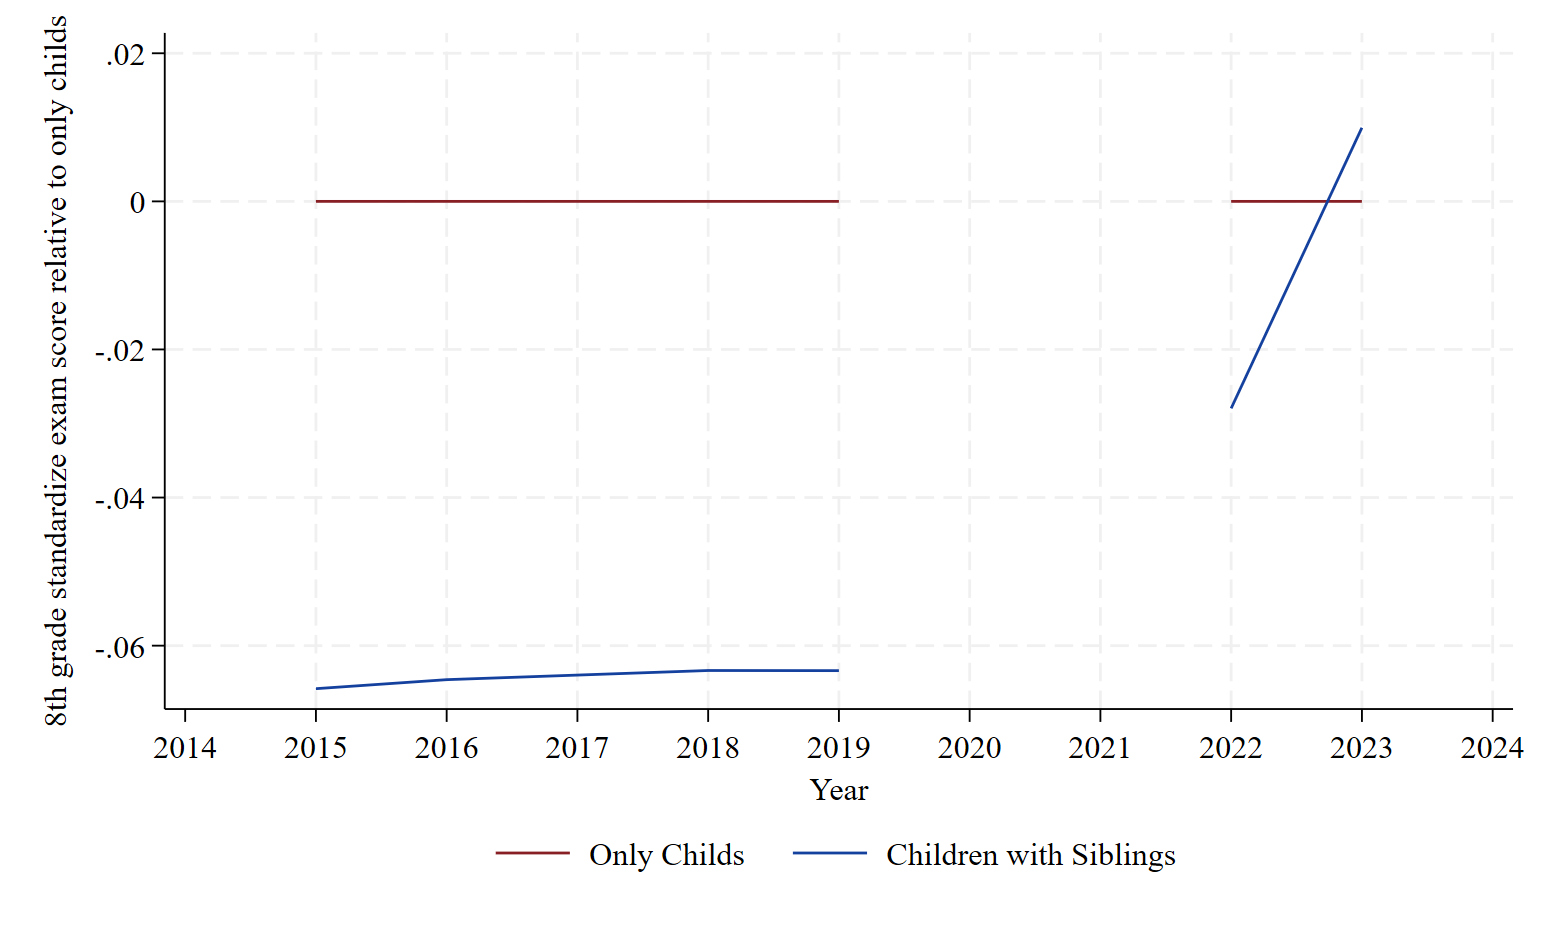 8th grade standardize exam score relative to only childs
.02
0
-.02
-.04
-.06
2014 2015 2016 2017 2018 2019 2020 2021 2022 2023 2024
Year
Only Childs Children with Siblings